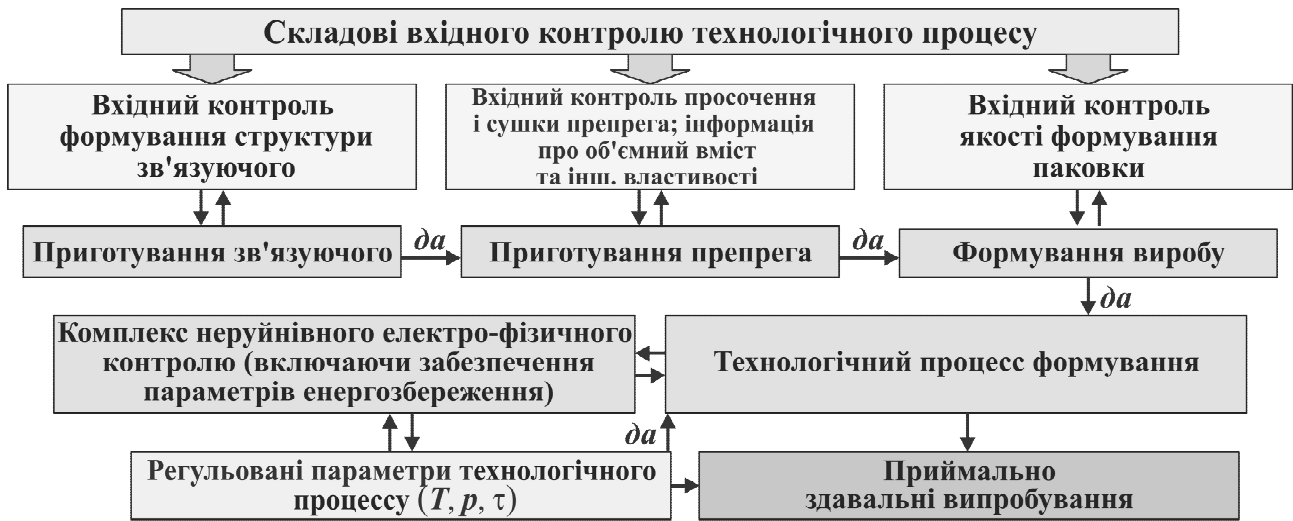 Складові вхідного контролю технологічного процесу
Вхідний контроль
формування структури
зв'язуючого
Вхідний контроль просочення
і сушки препрега; інформація
про об'ємний вміст
та інш. властивості
Вхідний контроль
якості формування
паковки
Приготування зв'язуючого
да
Приготування препрега
да
Формування виробу
да
Комплекс неруйнівного електро-фізичного
контролю (включаючи забезпечення
параметрів енергозбереження)
Технологічний процесс формування
да
Регульовані параметри технологічного
процессу (T, p, τ)
Приймально
здавальні випробування